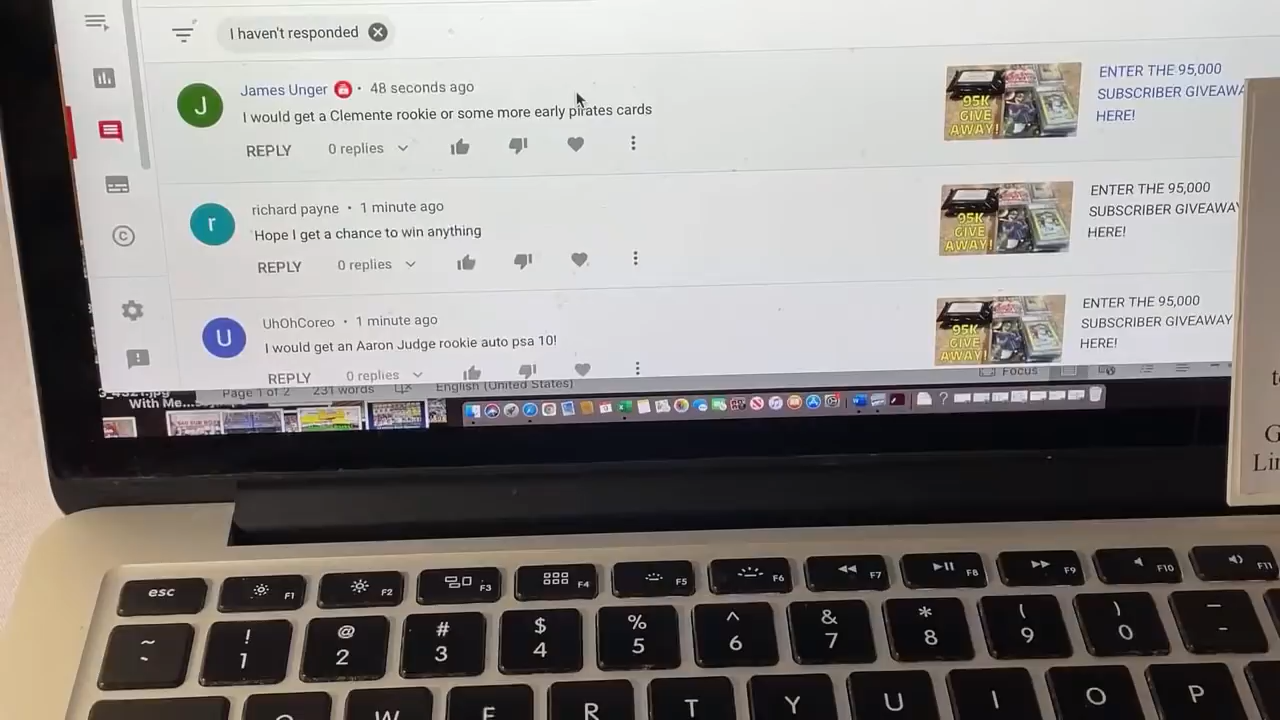 I haven't responded
James Unger • 48 seconds ago
I would get a Clemente rookie or some more early pirates cards
REPLY 0 replies
95K
GIVE
AWAY!
ENTER THE 95,000
SUBSCRIBER GIVEAWA
HERE!
richard payne • 1 minute ago
Hope I get a chance to win anything
REPLY 0 replies
95K
GIVE
AWAY!
ENTER THE 95,000
SUBSCRIBER GIVEAWAY
HERE!
UhOhCoreo • 1 minute ago
I would get an Aaron Judge rookie auto psa 10!
REPLY 0 replies
95K
GIVE
AWAY!
ENTER THE 95,000
SUBSCRIBER GIVEAWAY
HERE!
With Me...
Page 1 of 2 231 words English (United States) Focus
G
Li
esc F1 F2 F3 F4 F5 F6 F7 F8 F9 F10 F11
~ ! @ # $ % ^ & * ( ) –
` 1 2 3 4 5 6 7 8 9 0 -
W E R T Y U I O P